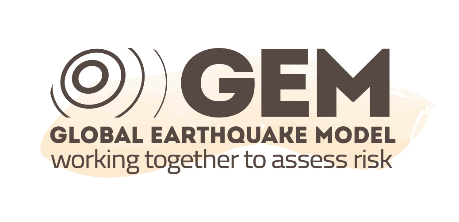 GEM
GLOBAL EARTHQUAKE MODEL
working together to assess risk